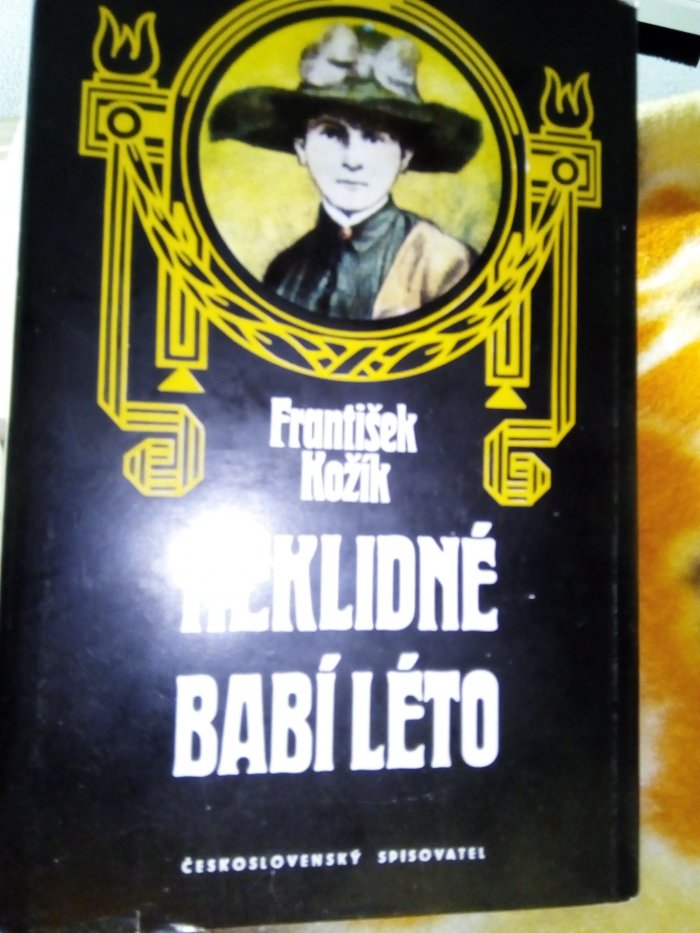 František
Kožík
NEKLIDNÉ
BABÍ LÉTO
ČESKOSLOVENSKÝ SPISOVATEL